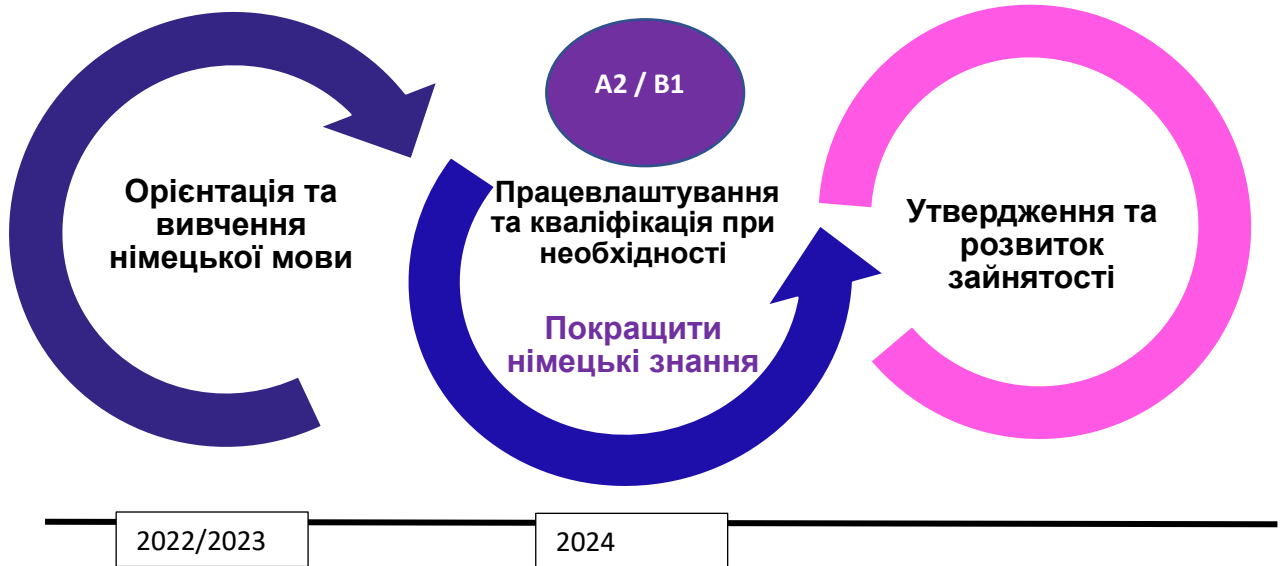 Орієнтація та
вивчення
німецької мови
A2 / B1
Працевлаштування
та кваліфікація при
необхідності
Покращити
німецькі знання
Утвердження та
розвиток
зайнятості
2022/2023
2024